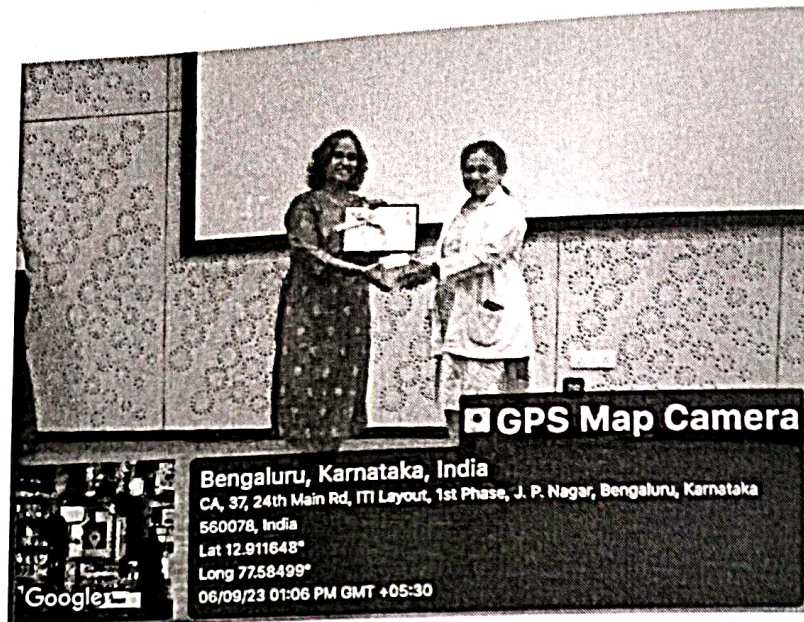 GPS Map Camera
Bengaluru, Karnataka, India
CA, 37, 24th Main Rd, ITI Layout, 1st Phase, J. P. Nagar, Bengaluru, Karnataka
560078, India
Lat 12.911648°
Long 77.58499°
06/09/23 01:06 PM GMT +05:30
Google